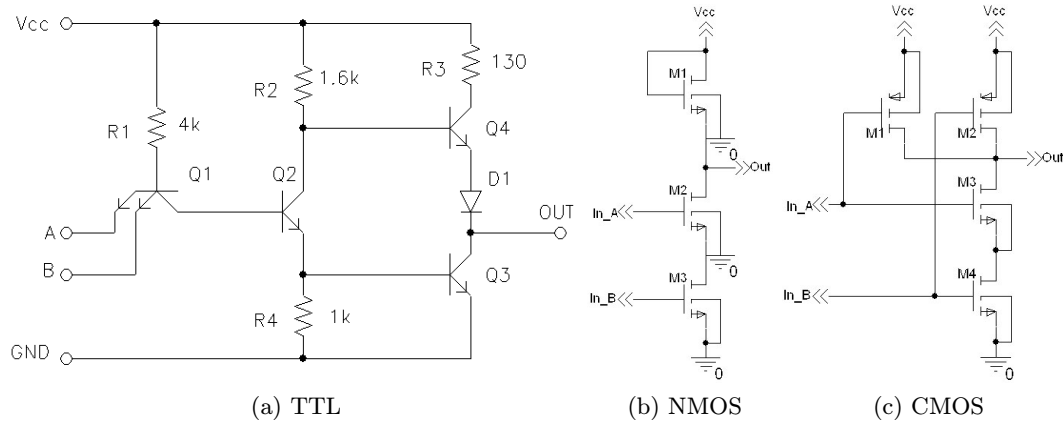 Vcc
R1
4k
Q1
A
B
GND
R2
1.6k
Q2
R4
1k
R3
130
Q4
D1
OUT
Q3
(a) TTL
Vcc
M1
0
Out
M2
In_A
0
M3
In_B
0
(b) NMOS
Vcc
Vcc
M1
M2
Out
M3
In_A
M4
In_B
0
(c) CMOS